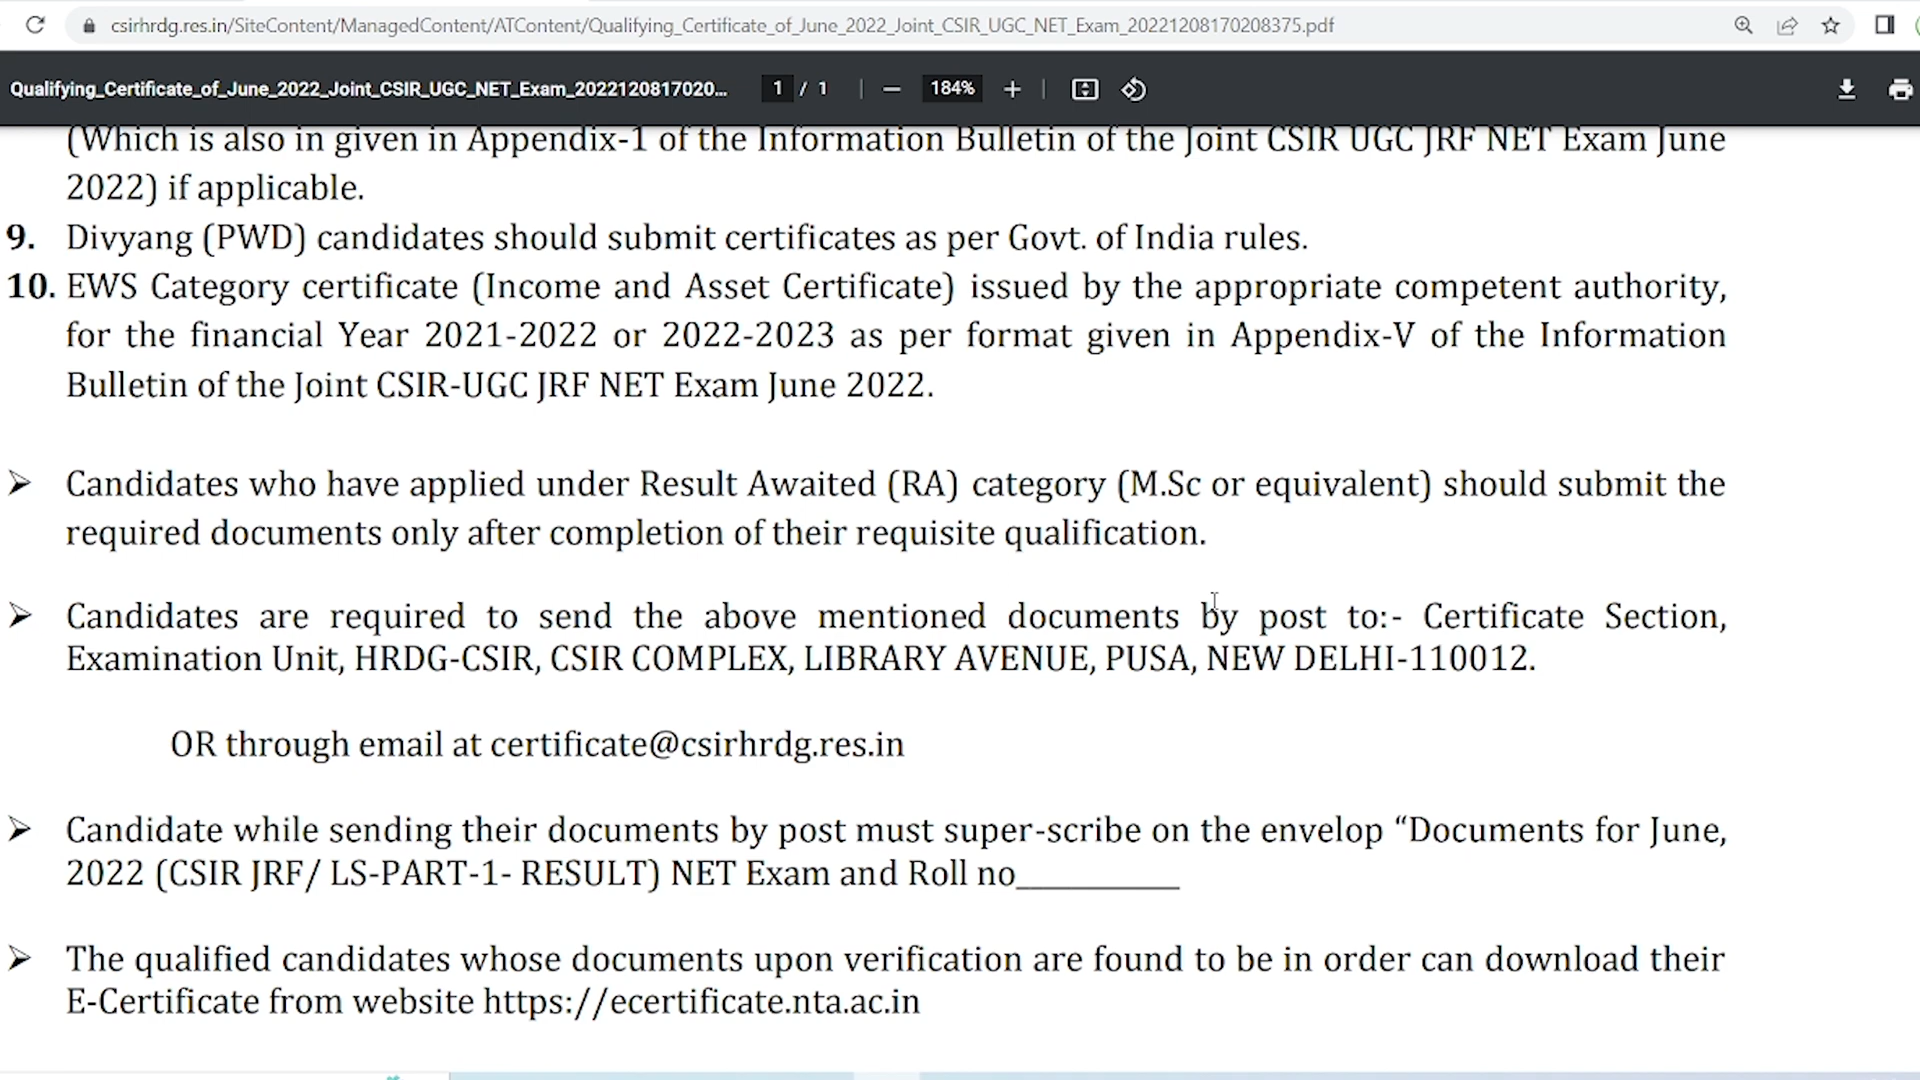 csirhrdg.res.in/SiteContent/ManagedContent/ATContent/Qualifying_Certificate_of_June_2022_Joint_CSIR_UGC_NET_Exam_20221208170208375.pdf
Qualifying_Certificate_of_June_2022_Joint_CSIR_UGC_NET_Exam_2022120817020... 1 / 1 184%
(Which is also in given in Appendix-1 of the Information Bulletin of the Joint CSIR UGC JRF NET Exam June
2022) if applicable.
9. Divyang (PWD) candidates should submit certificates as per Govt. of India rules.
10. EWS Category certificate (Income and Asset Certificate) issued by the appropriate competent authority,
for the financial Year 2021-2022 or 2022-2023 as per format given in Appendix-V of the Information
Bulletin of the Joint CSIR-UGC JRF NET Exam June 2022.
➢ Candidates who have applied under Result Awaited (RA) category (M.Sc or equivalent) should submit the
required documents only after completion of their requisite qualification.
➢ Candidates are required to send the above mentioned documents by post to:- Certificate Section,
Examination Unit, HRDG-CSIR, CSIR COMPLEX, LIBRARY AVENUE, PUSA, NEW DELHI-110012.
OR through email at certificate@csirhrdg.res.in
➢ Candidate while sending their documents by post must super-scribe on the envelop “Documents for June,
2022 (CSIR JRF/ LS-PART-1- RESULT) NET Exam and Roll no___________
➢ The qualified candidates whose documents upon verification are found to be in order can download their
E-Certificate from website https://ecertificate.nta.ac.in